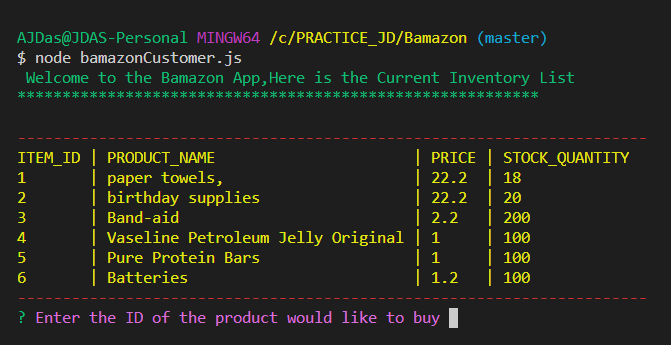 AJDas@JDAS-Personal MINGW64 /c/PRACTICE_JD/Bamazon (master)
$ node bamazonCustomer.js
Welcome to the Bamazon App,Here is the Current Inventory List
**********************************************************
----------------------------------------------------------------------
ITEM_ID | PRODUCT_NAME | PRICE | STOCK_QUANTITY
1 | paper towels, | 22.2 | 18
2 | birthday supplies | 22.2 | 20
3 | Band-aid | 2.2 | 200
4 | Vaseline Petroleum Jelly Original | 1 | 100
5 | Pure Protein Bars | 1 | 100
6 | Batteries | 1.2 | 100
----------------------------------------------------------------------
? Enter the ID of the product would like to buy